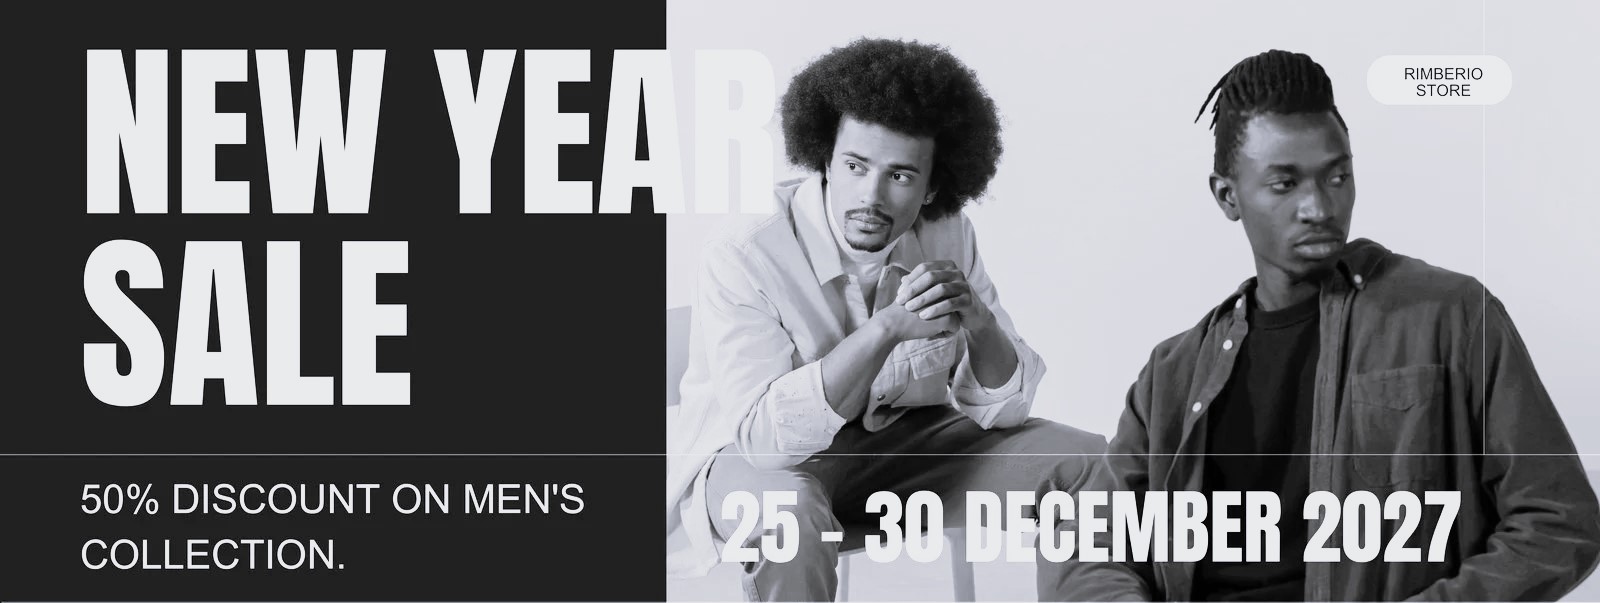 NEW YEAR
SALE
RIMBERIO
STORE
50% DISCOUNT ON MEN'S
COLLECTION.
25 - 30 DECEMBER 2027